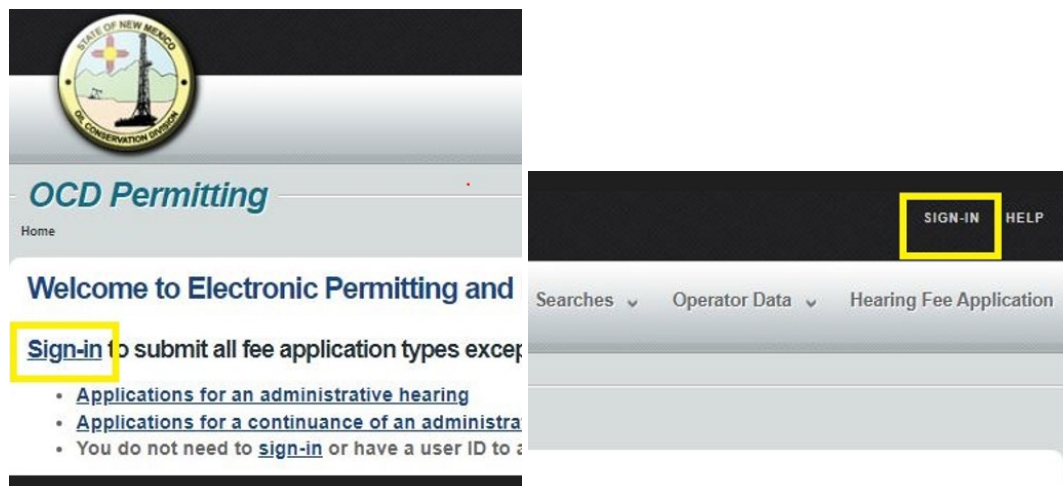 STATE OF NEW MEXICO
OIL CONSERVATION DIVISION
OCD Permitting
Home
Welcome to Electronic Permitting and
Sign-in to submit all fee application types excep
Applications for an administrative hearing
Applications for a continuance of an administra
You do not need to sign-in or have a user ID to a
SIGN-IN HELP
Searches Operator Data Hearing Fee Application